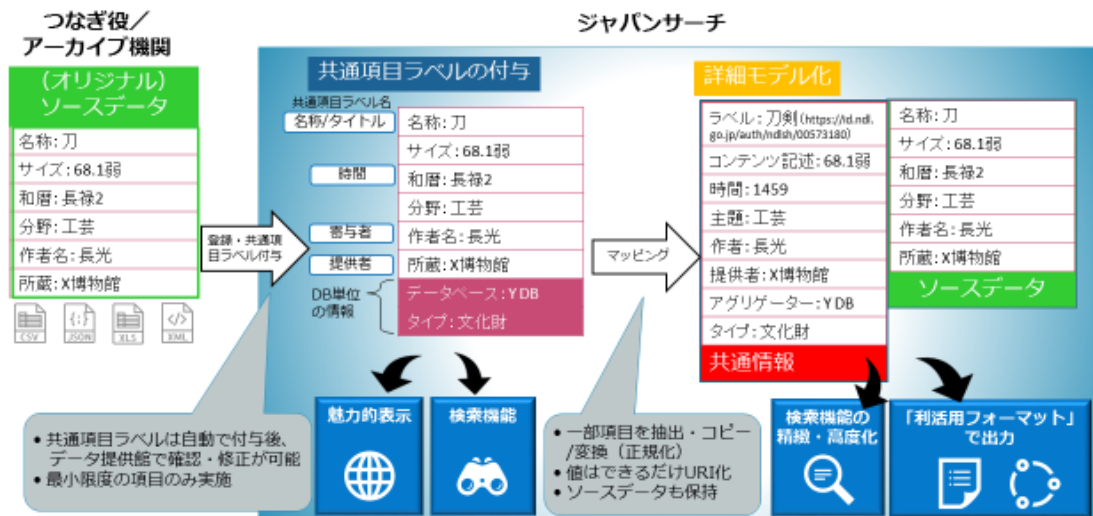 つなぎ役／
アーカイブ機関
ジャパンサーチ
（オリジナル）
ソースデータ
名称:刀
サイズ:68.1弱
和暦:長禄2
分野:工芸
作者名:長光
所蔵:X博物館
CSV
JSON
XLS
XML
登録・共通項
目ラベル付与
共通項目ラベルの付与
共通項目ラベル名
名称/タイトル
時間
寄与者
提供者
DB単位
の情報
名称:刀
サイズ:68.1弱
和暦:長禄2
分野:工芸
作者名:長光
所蔵:X博物館
データベース:Y DB
タイプ:文化財
マッピング
詳細モデル化
ラベル:刀剣(https://id.ndl.
go.jp/auth/ndlsh/00573180)
コンテンツ記述:68.1弱
時間:1459
主題:工芸
作者:長光
提供者:X博物館
アグリゲーター:Y DB
タイプ:文化財
共通情報
名称:刀
サイズ:68.1弱
和暦:長禄2
分野:工芸
作者名:長光
所蔵:X博物館
ソースデータ
• 共通項目ラベルは自動で付与後、
データ提供館で確認・修正が可能
• 最小限度の項目のみ実施
魅力的表示
検索機能
• 一部項目を抽出・コピー
/変換（正規化）
• 値はできるだけURI化
• ソースデータも保持
検索機能の
精緻・高度化
「利活用フォーマット」
で出力